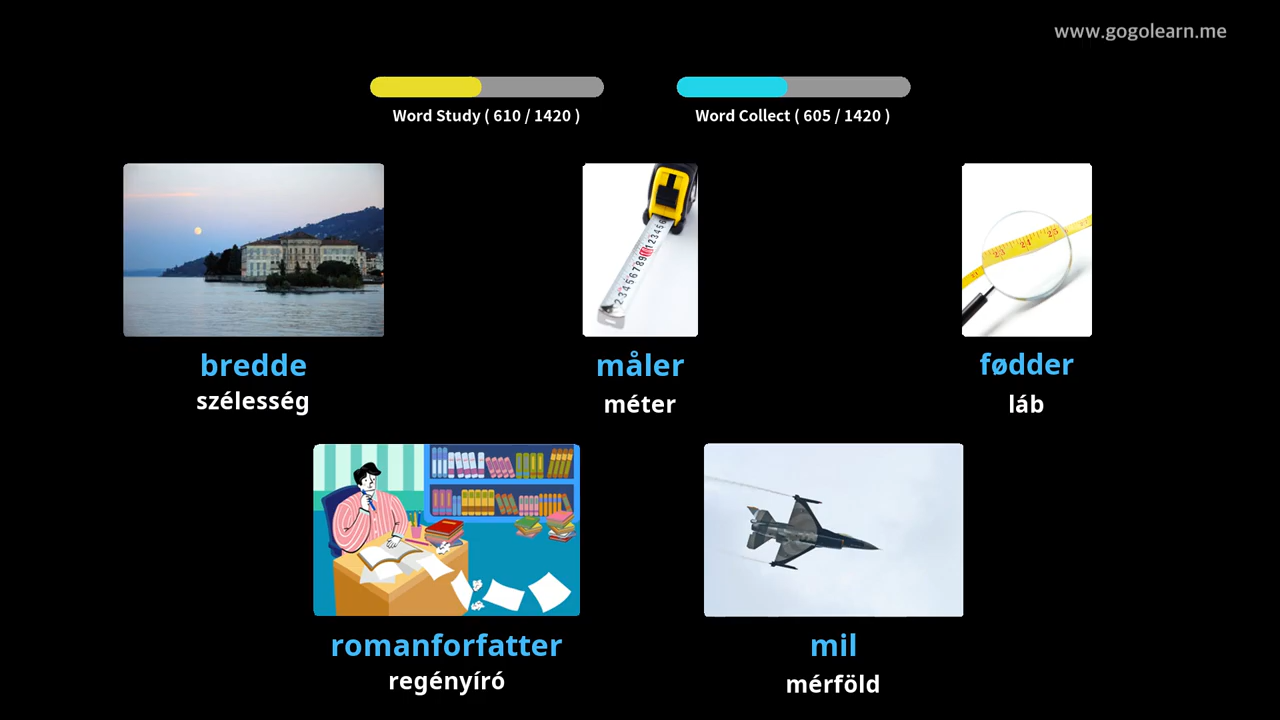 www.gogolearn.me
Word Study ( 610 / 1420 )
Word Collect ( 605 / 1420 )
bredde
szélesség
måler
méter
fødder
láb
romanforfatter
regényíró
mil
mérföld